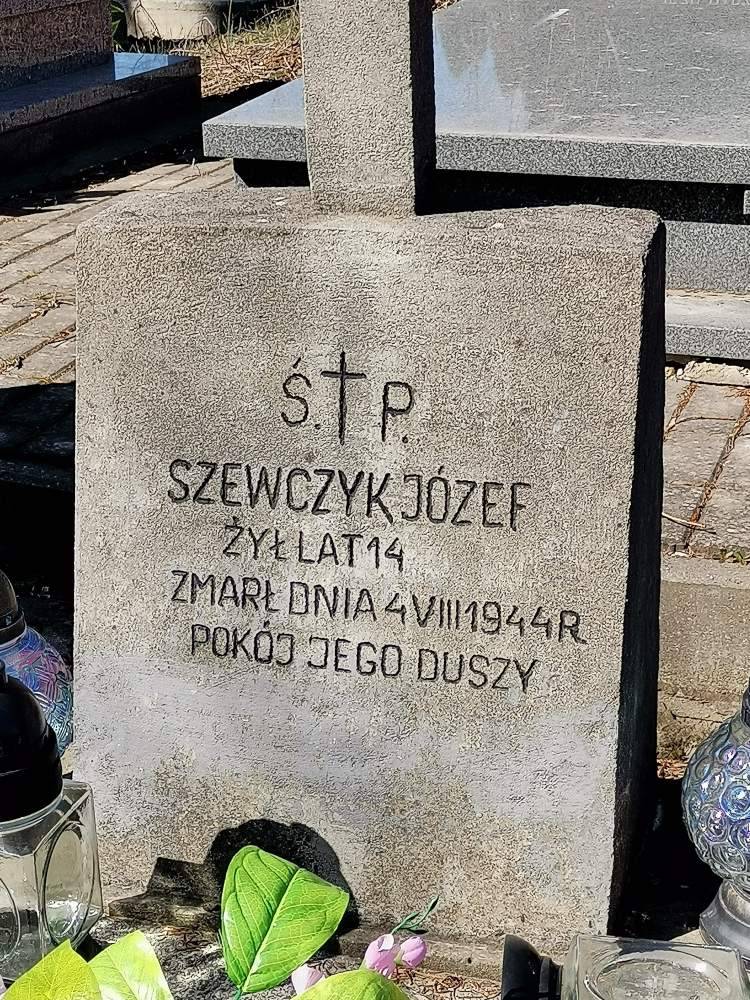 Ś. P.
SZEWCZYK JÓZEF
ŻYŁ LAT 14
ZMARŁ DNIA 4 VIII 1944 R
POKÓJ JEGO DUSZY